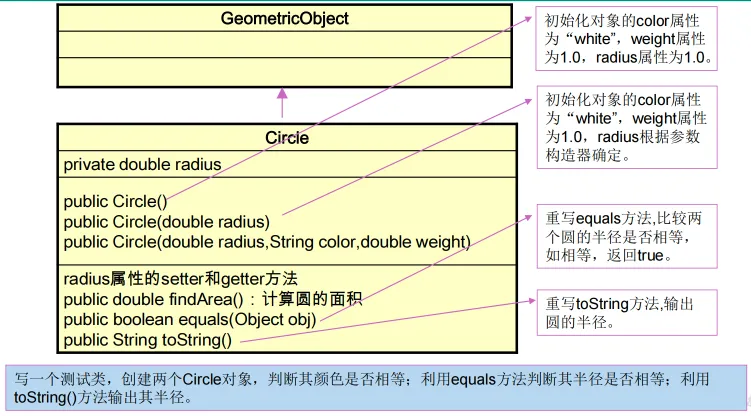 GeometricObject
Circle
private double radius
public Circle()
public Circle(double radius)
public Circle(double radius,String color,double weight)
radius属性的setter和getter方法
public double findArea()：计算圆的面积
public boolean equals(Object obj)
public String toString()
初始化对象的color属性
为“white”，weight属性
为1.0，radius属性为1.0。
初始化对象的color属性
为“white”，weight属性
为1.0，radius根据参数
构造器确定。
重写equals方法,比较两
个圆的半径是否相等，
如相等，返回true。
重写toString方法,输出
圆的半径。
写一个测试类，创建两个Circle对象，判断其颜色是否相等；利用equals方法判断其半径是否相等；利用
toString()方法输出其半径。